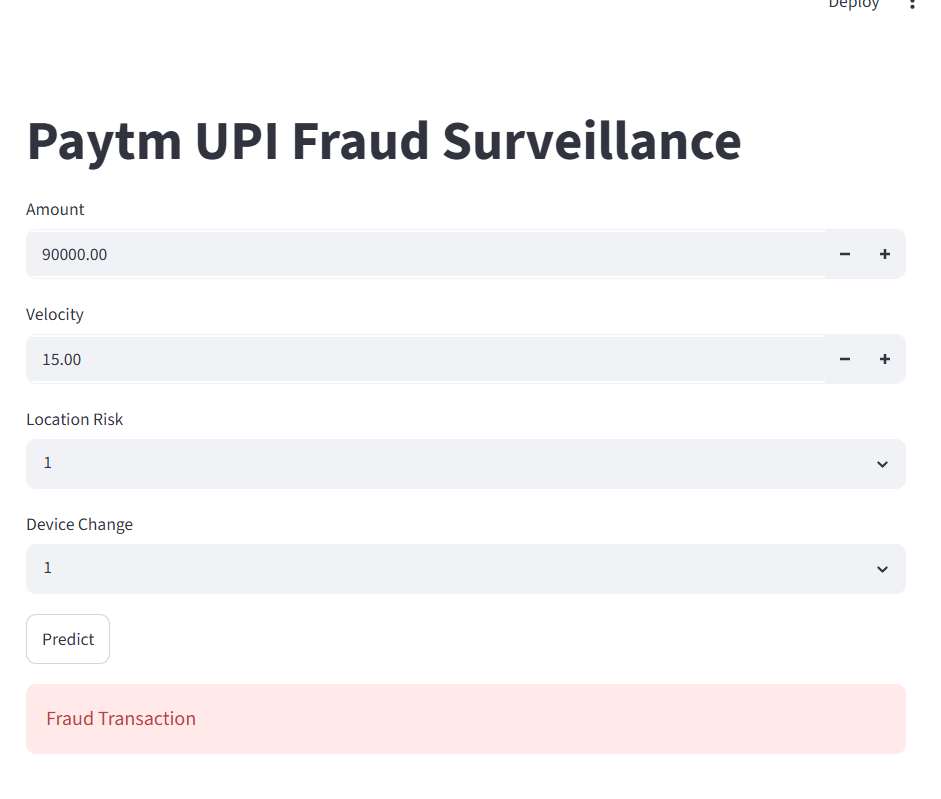 Deploy
Paytm UPI Fraud Surveillance
Amount
90000.00
Velocity
15.00
Location Risk
1
Device Change
1
Predict
Fraud Transaction